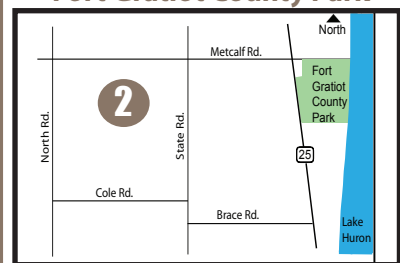 Fort Gratiot County Park
North
Metcalf Rd.
Fort
Gratiot
County
Park
2
North Rd.
State Rd.
25
Cole Rd.
Brace Rd.
Lake
Huron